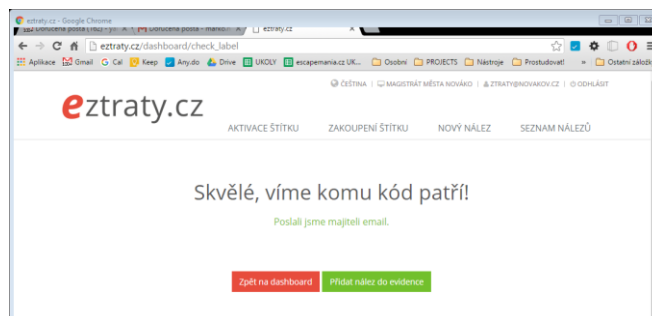 eztraty.cz - Google Chrome
Doručená pošta (162) - Doručená pošta - marko. eztraty.cz
eztraty.cz/dashboard/check_label
Aplikace Gmail Cal Keep Any.do Drive UKOLY escapemania.cz UK... Osobní PROJECTS Nástroje Prostudovat! » Ostatní záložk
ČEŠTINA | MAGISTRÁT MĚSTA NOVÁKO | ZTRATY@NOVAKOV.CZ | ODHLÁSIT
eztraty.cz
AKTIVACE ŠTÍTKU ZAKOUPENÍ ŠTÍTKU NOVÝ NÁLEZ SEZNAM NÁLEZŮ
Skvělé, víme komu kód patří!
Poslali jsme majiteli email.
Zpět na dashboard Přidat nález do evidence